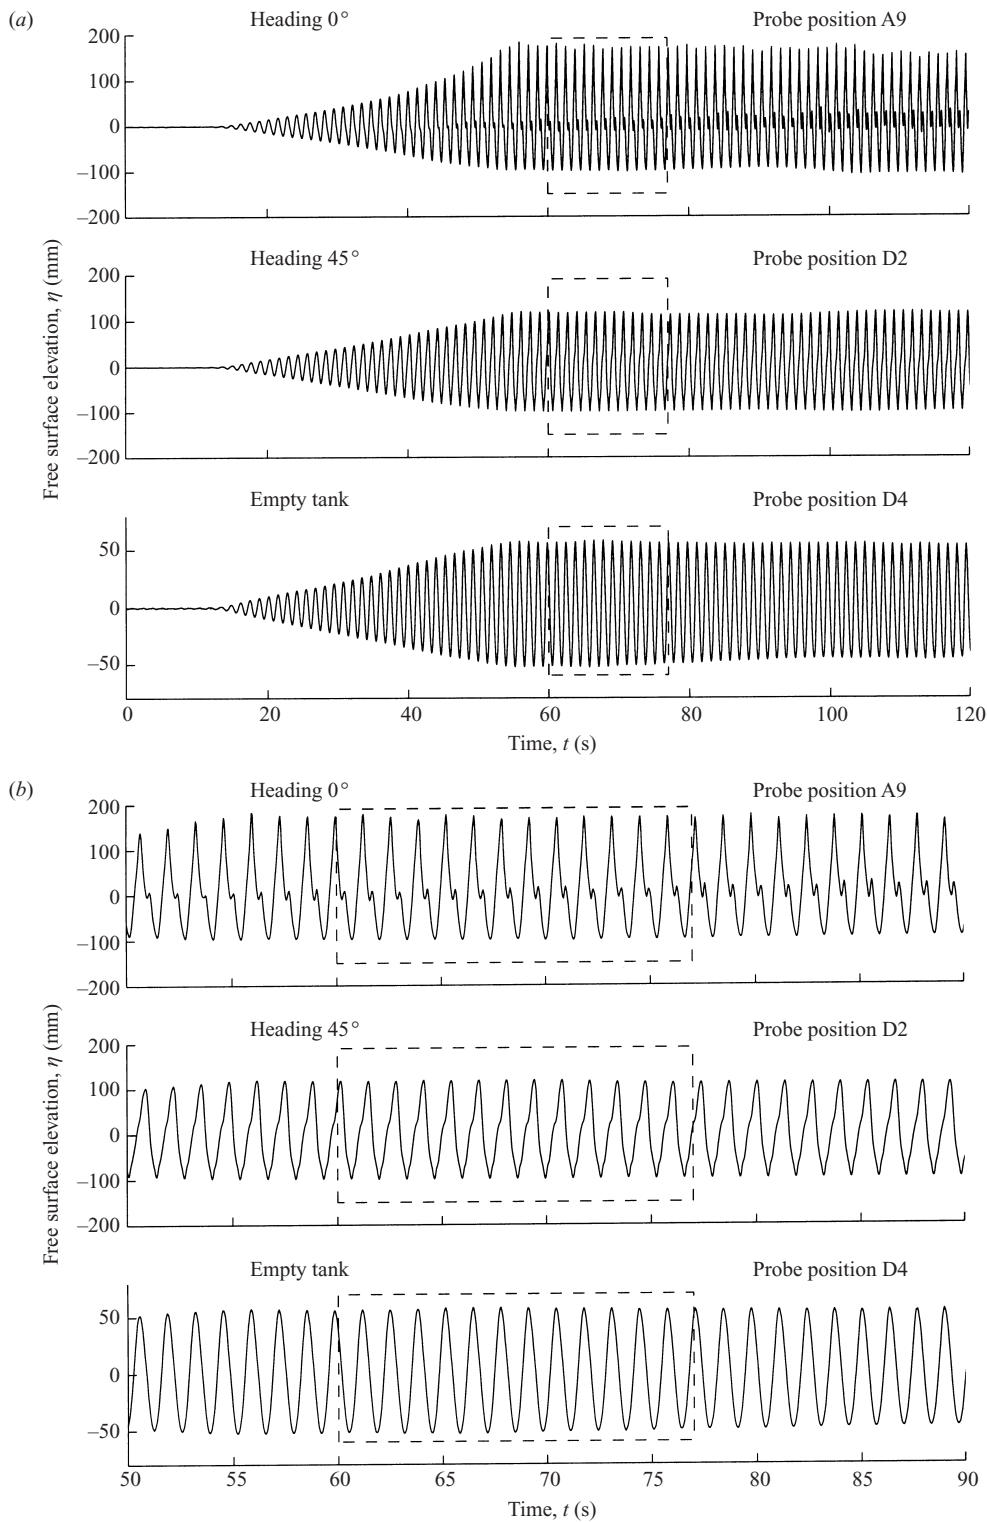 (a)
Heading 0° Probe position A9
200
100
0
–100
–200
Heading 45° Probe position D2
200
100
0
–100
–200
Free surface elevation, η (mm)
Empty tank Probe position D4
50
0
–50
0 20 40 60 80 100 120
Time, t (s)
(b)
Heading 0° Probe position A9
200
100
0
–100
–200
Heading 45° Probe position D2
200
100
0
–100
–200
Free surface elevation, η (mm)
Empty tank Probe position D4
50
0
–50
50 55 60 65 70 75 80 85 90
Time, t (s)